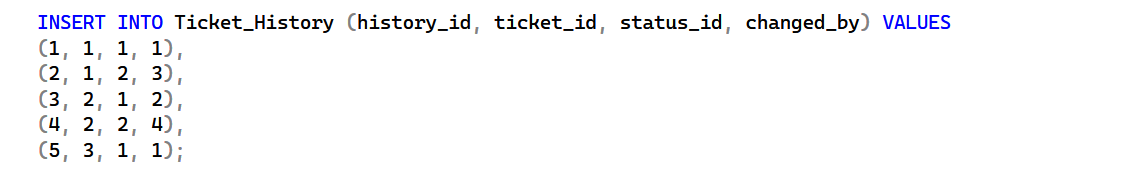 INSERT INTO Ticket_History (history_id, ticket_id, status_id, changed_by) VALUES
(1, 1, 1, 1),
(2, 1, 2, 3),
(3, 2, 1, 2),
(4, 2, 2, 4),
(5, 3, 1, 1);